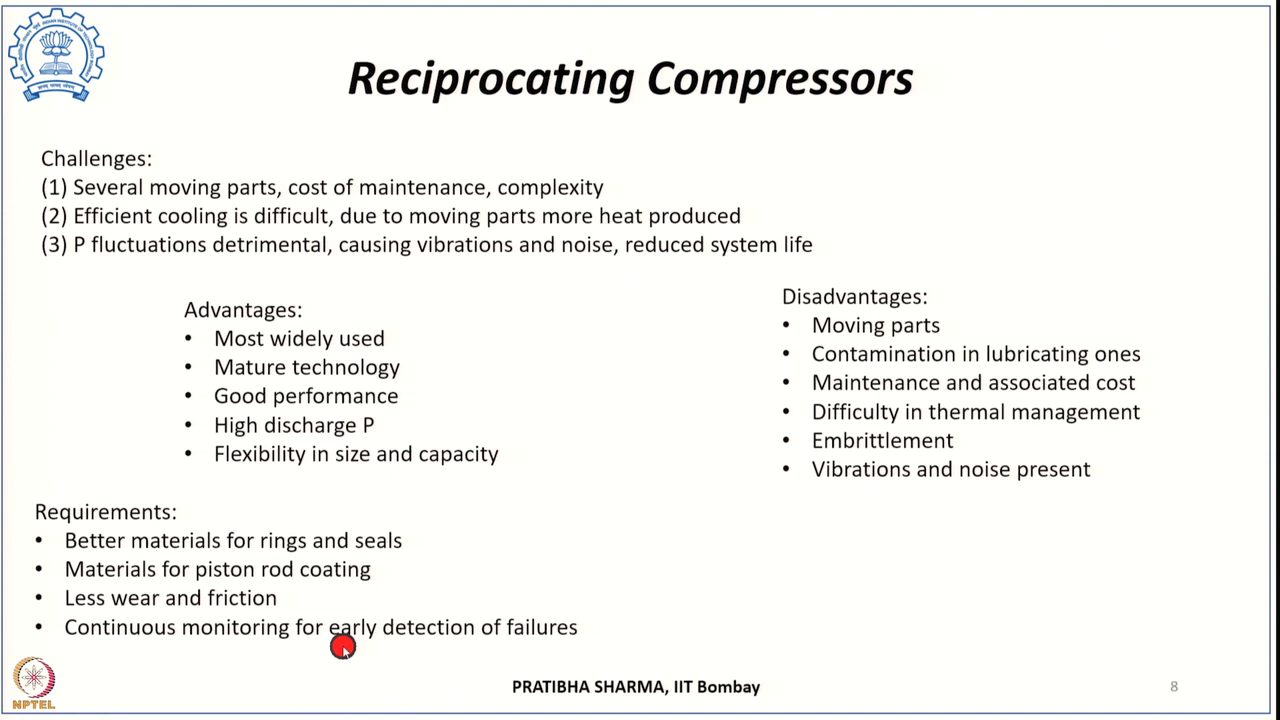 Reciprocating Compressors
Challenges:
(1) Several moving parts, cost of maintenance, complexity
(2) Efficient cooling is difficult, due to moving parts more heat produced
(3) P fluctuations detrimental, causing vibrations and noise, reduced system life
Advantages:
• Most widely used
• Mature technology
• Good performance
• High discharge P
• Flexibility in size and capacity
Disadvantages:
• Moving parts
• Contamination in lubricating ones
• Maintenance and associated cost
• Difficulty in thermal management
• Embrittlement
• Vibrations and noise present
Requirements:
• Better materials for rings and seals
• Materials for piston rod coating
• Less wear and friction
• Continuous monitoring for early detection of failures
NPTEL
PRATIBHA SHARMA, IIT Bombay
8